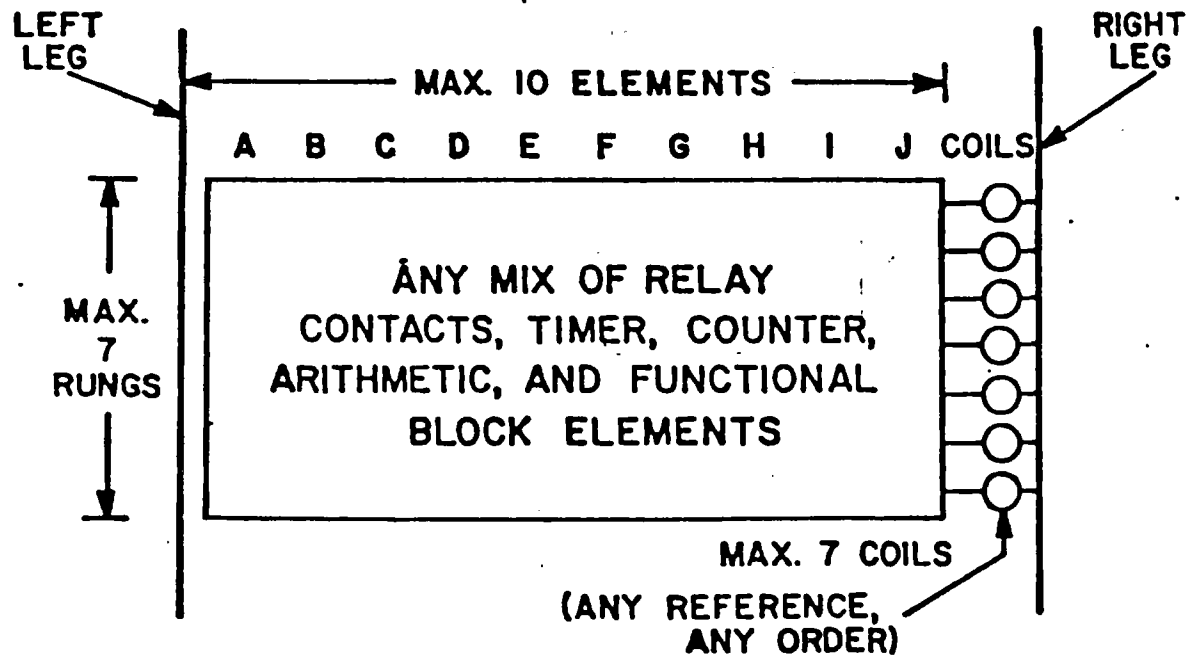 LEFT
LEG
RIGHT
LEG
MAX. 10 ELEMENTS
A B C D E F G H I J COILS
MAX.
7
RUNGS
ANY MIX OF RELAY
CONTACTS, TIMER, COUNTER,
ARITHMETIC, AND FUNCTIONAL
BLOCK ELEMENTS
MAX. 7 COILS
(ANY REFERENCE,
ANY ORDER)